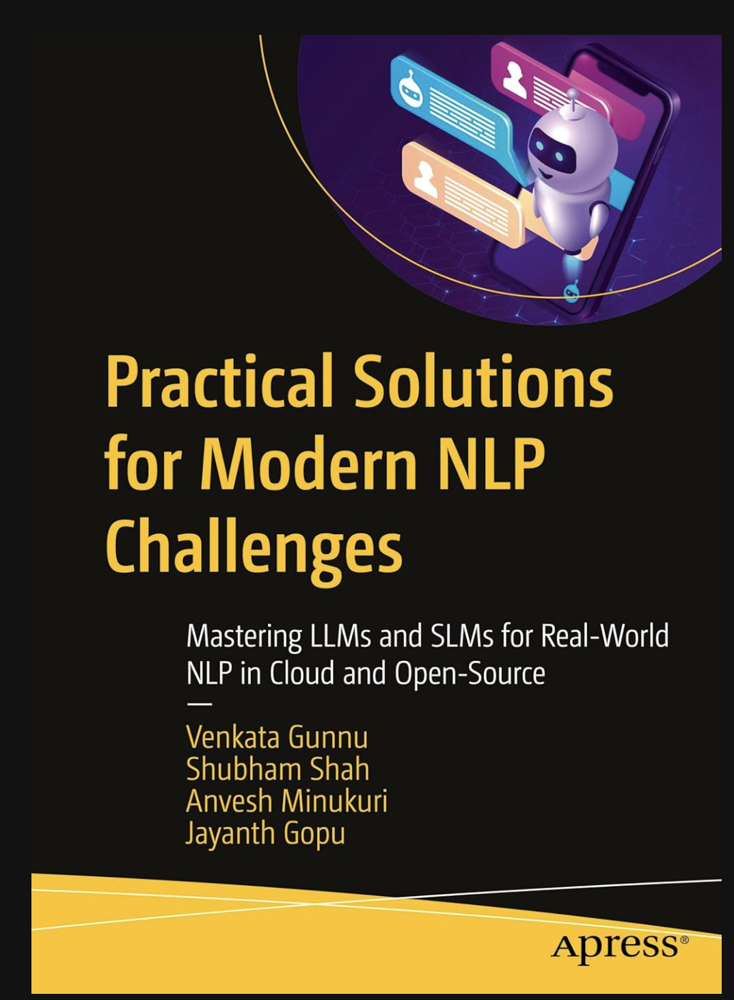 Practical Solutions
for Modern NLP
Challenges
Mastering LLMs and SLMs for Real-World
NLP in Cloud and Open-Source
—
Venkata Gunnu
Shubham Shah
Anvesh Minukuri
Jayanth Gopu
Apress®